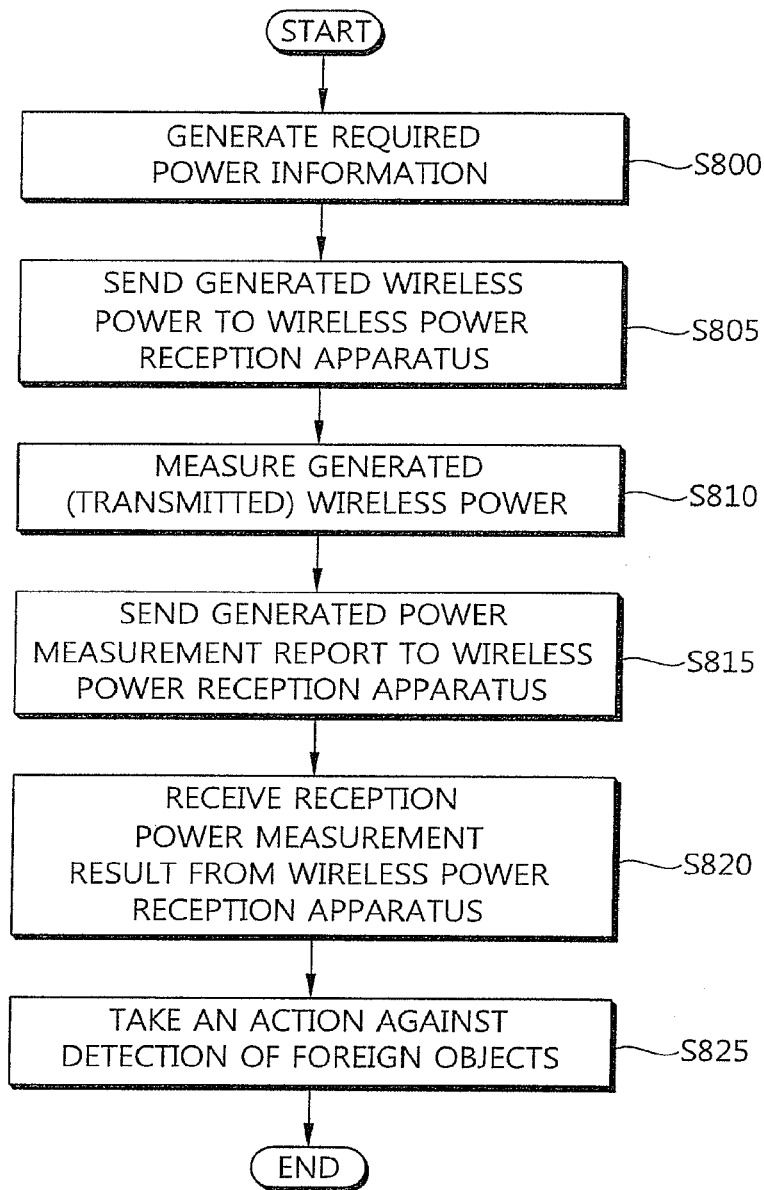 START
GENERATE REQUIRED
POWER INFORMATION
S800
SEND GENERATED WIRELESS
POWER TO WIRELESS POWER
RECEPTION APPARATUS
S805
MEASURE GENERATED
(TRANSMITTED) WIRELESS POWER
S810
SEND GENERATED POWER
MEASUREMENT REPORT TO WIRELESS
POWER RECEPTION APPARATUS
S815
RECEIVE RECEPTION
POWER MEASUREMENT
RESULT FROM WIRELESS POWER
RECEPTION APPARATUS
S820
TAKE AN ACTION AGAINST
DETECTION OF FOREIGN OBJECTS
S825
END